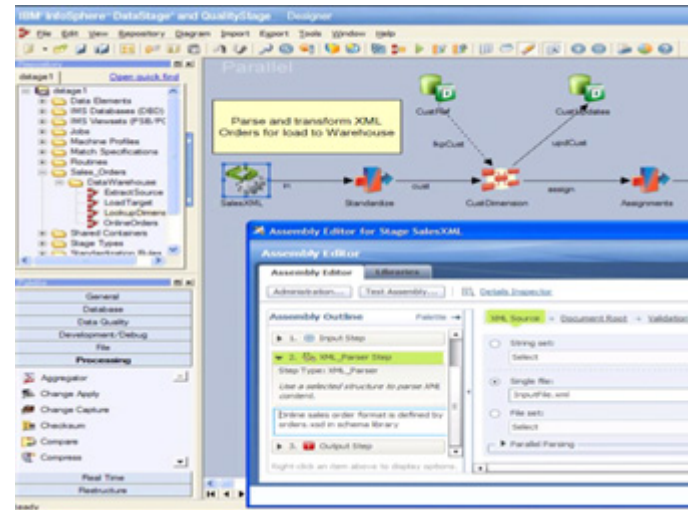 IBM InfoSphere DataStage and QualityStage Designer
File Edit View Repository Diagram Import Export Tools Window Help
Repository
dstage1 Open quick find
dstage1
Data Elements
IMS Databases (DBD)
IMS Viewsets (PSB/PC
Jobs
Machine Profiles
Match Specifications
Routines
Sales_Orders
DataWarehouse
ExtractSource
LoadTarget
LookupDimens
OnlineOrders
Shared Containers
Stage Types
Standardization Rules
General
Database
Data Quality
Development/Debug
File
Processing
Aggregator
Change Apply
Change Capture
Checksum
Compare
Compress
Real Time
Restructure
Ready
Parallel
Parse and transform XML
Orders for load to Warehouse
CustRef
CustUpdates
lkpCust
updCust
SalesXML
in
Standardize
cust
CustDimension
assign
Assignments
Assembly Editor for Stage SalesXML
Assembly Editor
Assembly Editor Libraries
Administration... Test Assembly... Details Inspector
Assembly Outline Palette
1. Input Step
2. XML_Parser Step
Step Type: XML_Parser
Use a selected structure to parse XML
content.
Online sales order format is defined by
orders.xsd in schema library
3. Output Step
Right click an item above to display options.
XML Source Document Root Validation
String set:
Select
Single file:
InputFile.xml
File set:
Select
Parallel Parsing